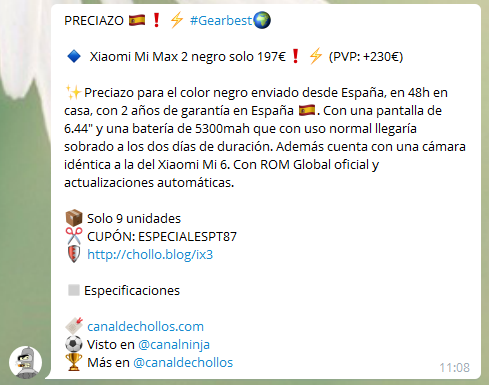 PRECIAZO 🇪🇸❗⚡ #Gearbest🌍
🔹 Xiaomi Mi Max 2 negro solo 197€❗⚡ (PVP: +230€)
✨Preciazo para el color negro enviado desde España, en 48h en
casa, con 2 años de garantía en España 🇪🇸. Con una pantalla de
6.44" y una batería de 5300mah que con uso normal llegaría
sobrado a los dos días de duración. Además cuenta con una cámara
idéntica a la del Xiaomi Mi 6. Con ROM Global oficial y
actualizaciones automáticas.
📦 Solo 9 unidades
✂️ CUPÓN: ESPECIALESPT87
🛡 http://chollo.blog/ix3
◽Especificaciones
canaldechollos.com
⚽ Visto en @canalninja
🏆 Más en @canaldechollos
11:08